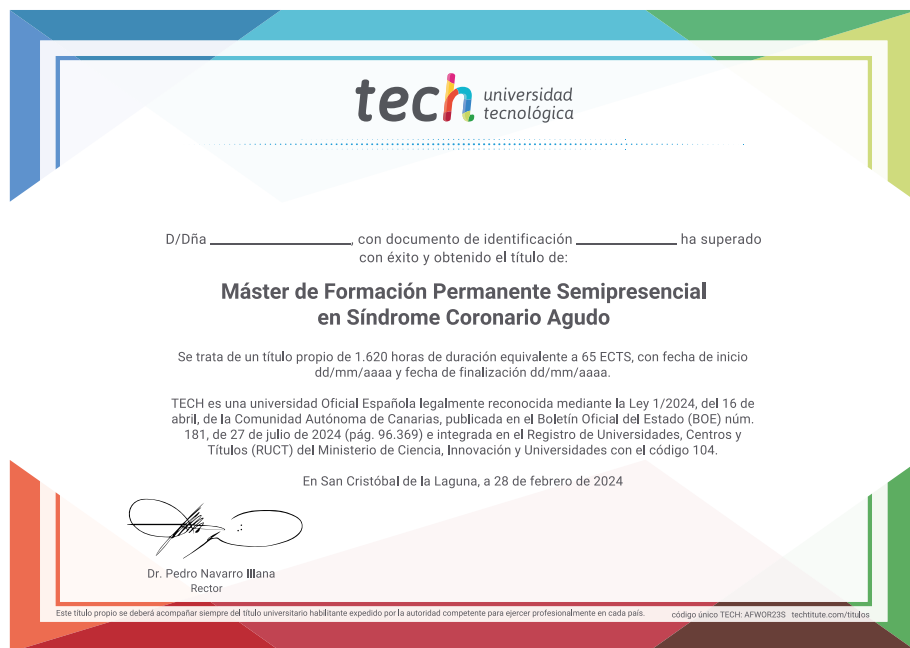 tech universidad
tecnológica
D/Dña ____________________, con documento de identificación ______________ ha superado
con éxito y obtenido el título de:
Máster de Formación Permanente Semipresencial
en Síndrome Coronario Agudo
Se trata de un título propio de 1.620 horas de duración equivalente a 65 ECTS, con fecha de inicio
dd/mm/aaaa y fecha de finalización dd/mm/aaaa.
TECH es una universidad Oficial Española legalmente reconocida mediante la Ley 1/2024, del 16 de
abril, de la Comunidad Autónoma de Canarias, publicada en el Boletín Oficial del Estado (BOE) núm.
181, de 27 de julio de 2024 (pág. 96.369) e integrada en el Registro de Universidades, Centros y
Títulos (RUCT) del Ministerio de Ciencia, Innovación y Universidades con el código 104.
En San Cristóbal de la Laguna, a 28 de febrero de 2024
Dr. Pedro Navarro Illana
Rector
Este título propio se deberá acompañar siempre del título universitario habilitante expedido por la autoridad competente para ejercer profesionalmente en cada país.
código único TECH: AFWOR23S techtitute.com/titulos